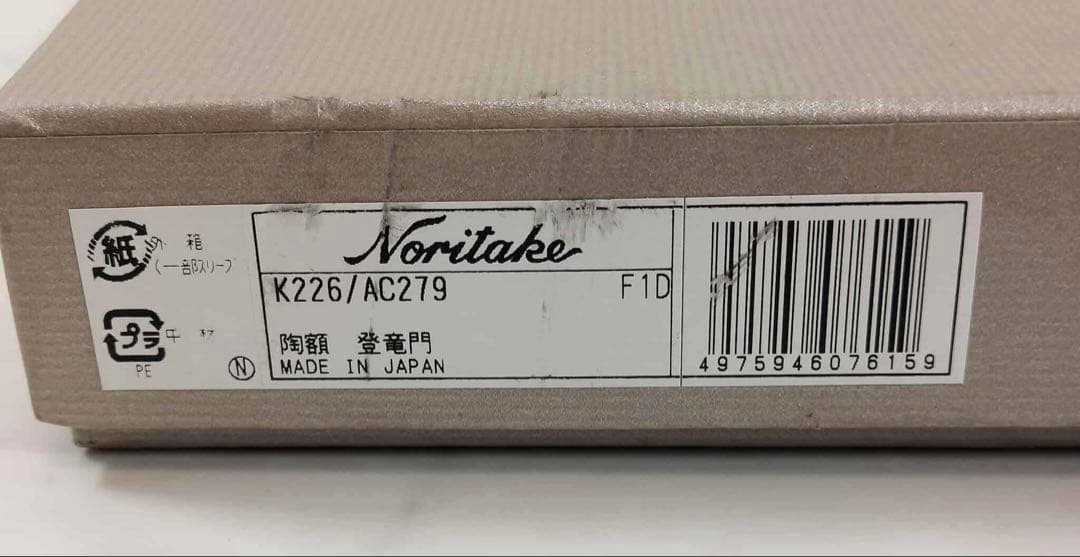 紙
外箱
(一部スリーブ
プラ
PE
N
Noritake
K226/AC279 F1D
陶額 登竜門
MADE IN JAPAN
4975946076159